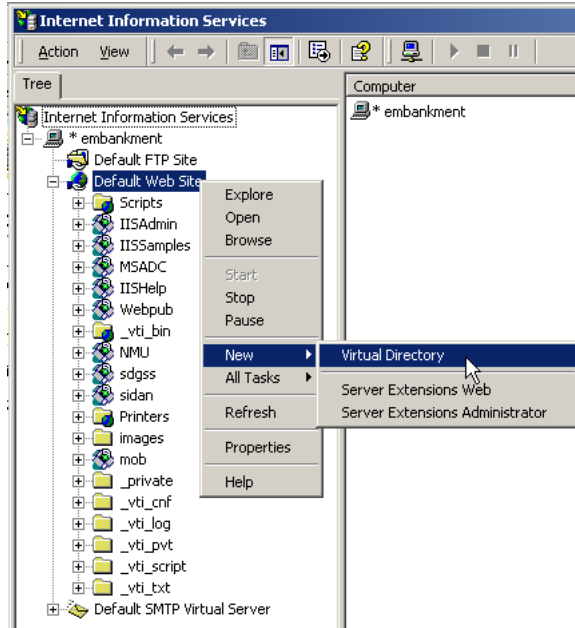 Internet Information Services
Action View
Tree
Computer
Internet Information Services
* embankment
* embankment
Default FTP Site
Default Web Site
Scripts
IISAdmin
IISSamples
MSADC
IISHelp
Webpub
_vti_bin
NMU
sdgss
sidan
Printers
images
mob
_private
_vti_cnf
_vti_log
_vti_pvt
_vti_script
_vti_txt
Default SMTP Virtual Server
Explore
Open
Browse
Start
Stop
Pause
New
All Tasks
Refresh
Properties
Help
Virtual Directory
Server Extensions Web
Server Extensions Administrator